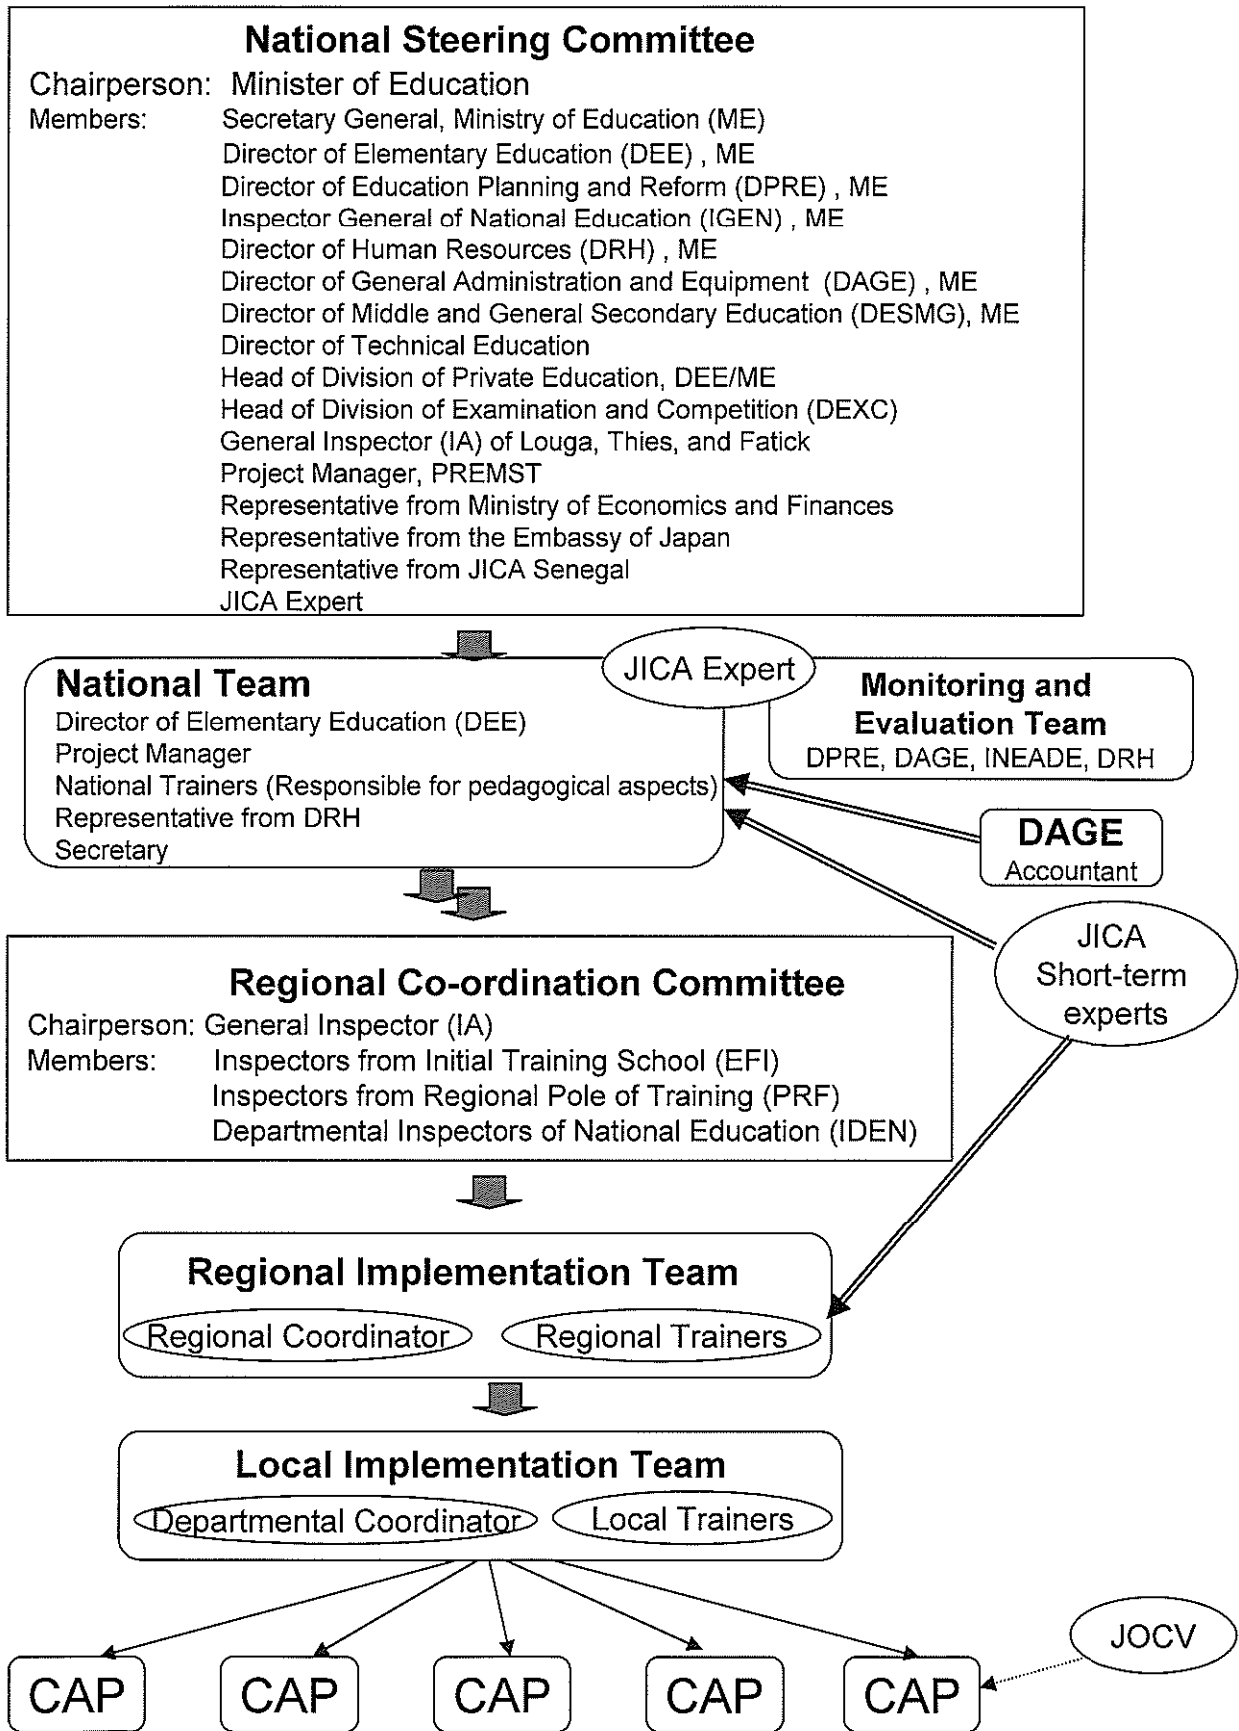 National Steering Committee
Chairperson: Minister of Education
Members: Secretary General, Ministry of Education (ME)
Director of Elementary Education (DEE) , ME
Director of Education Planning and Reform (DPRE) , ME
Inspector General of National Education (IGEN) , ME
Director of Human Resources (DRH) , ME
Director of General Administration and Equipment (DAGE) , ME
Director of Middle and General Secondary Education (DESMG), ME
Director of Technical Education
Head of Division of Private Education, DEE/ME
Head of Division of Examination and Competition (DEXC)
General Inspector (IA) of Louga, Thies, and Fatick
Project Manager, PREMST
Representative from Ministry of Economics and Finances
Representative from the Embassy of Japan
Representative from JICA Senegal
JICA Expert
JICA Expert
National Team
Director of Elementary Education (DEE)
Project Manager
National Trainers (Responsible for pedagogical aspects)
Representative from DRH
Secretary
Monitoring and
Evaluation Team
DPRE, DAGE, INEADE, DRH
DAGE
Accountant
JICA
Short-term
experts
Regional Co-ordination Committee
Chairperson: General Inspector (IA)
Members: Inspectors from Initial Training School (EFI)
Inspectors from Regional Pole of Training (PRF)
Departmental Inspectors of National Education (IDEN)
Regional Implementation Team
Regional Coordinator Regional Trainers
Local Implementation Team
Departmental Coordinator Local Trainers
JOCV
CAP CAP CAP CAP CAP